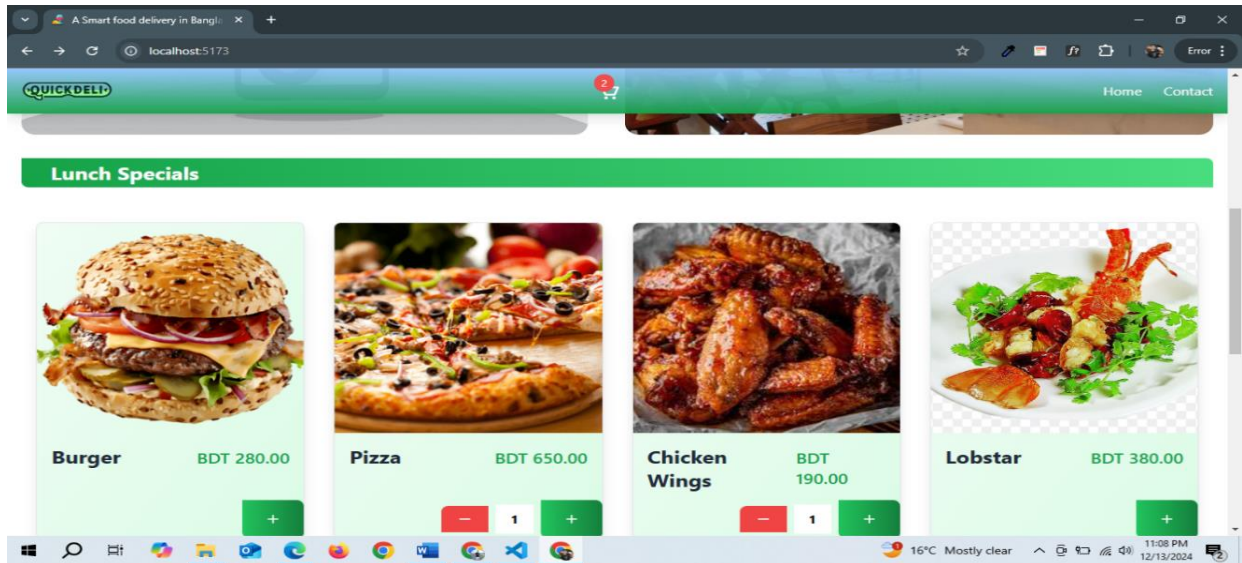 A Smart food delivery in Bangla
localhost:5173
Error
QUICKDELI
2
Home Contact
Lunch Specials
Burger BDT 280.00
Pizza BDT 650.00
Chicken Wings BDT 190.00
Lobstar BDT 380.00
+
− 1 +
− 1 +
+
16°C Mostly clear
11:08 PM
12/13/2024
2